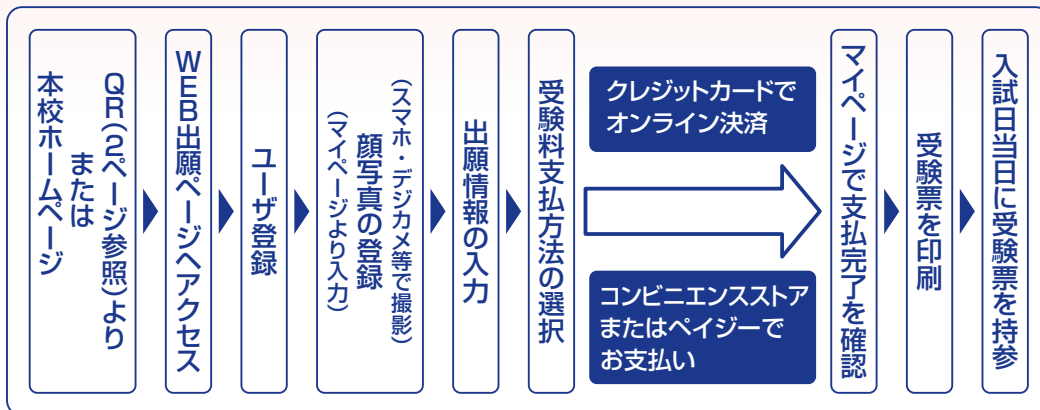 本校ホームページ
または
QR(2ページ参照)より
WEB出願ページへアクセス
ユーザ登録
(スマホ・デジカメ等で撮影)
顔写真の登録
(マイページより入力)
出願情報の入力
受験料支払方法の選択
クレジットカードで
オンライン決済
コンビニエンスストア
またはペイジーで
お支払い
マイページで支払完了を確認
受験票を印刷
入試日当日に受験票を持参